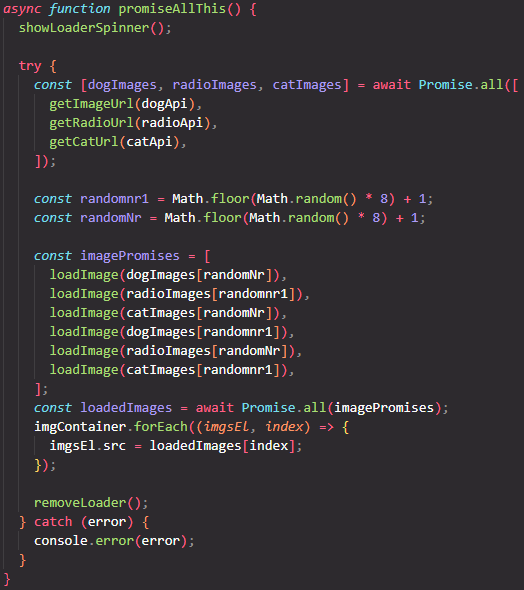 async function promiseAllThis() {
  showLoaderSpinner();

  try {
    const [dogImages, radioImages, catImages] = await Promise.all([
      getImageUrl(dogApi),
      getRadioUrl(radioApi),
      getCatUrl(catApi),
    ]);

    const randomnr1 = Math.floor(Math.random() * 8) + 1;
    const randomNr = Math.floor(Math.random() * 8) + 1;

    const imagePromises = [
      loadImage(dogImages[randomNr]),
      loadImage(radioImages[randomnr1]),
      loadImage(catImages[randomNr]),
      loadImage(dogImages[randomnr1]),
      loadImage(radioImages[randomNr]),
      loadImage(catImages[randomnr1]),
    ];
    const loadedImages = await Promise.all(imagePromises);
    imgContainer.forEach((imgsEl, index) => {
      imgsEl.src = loadedImages[index];
    });

    removeLoader();
  } catch (error) {
    console.error(error);
  }
}